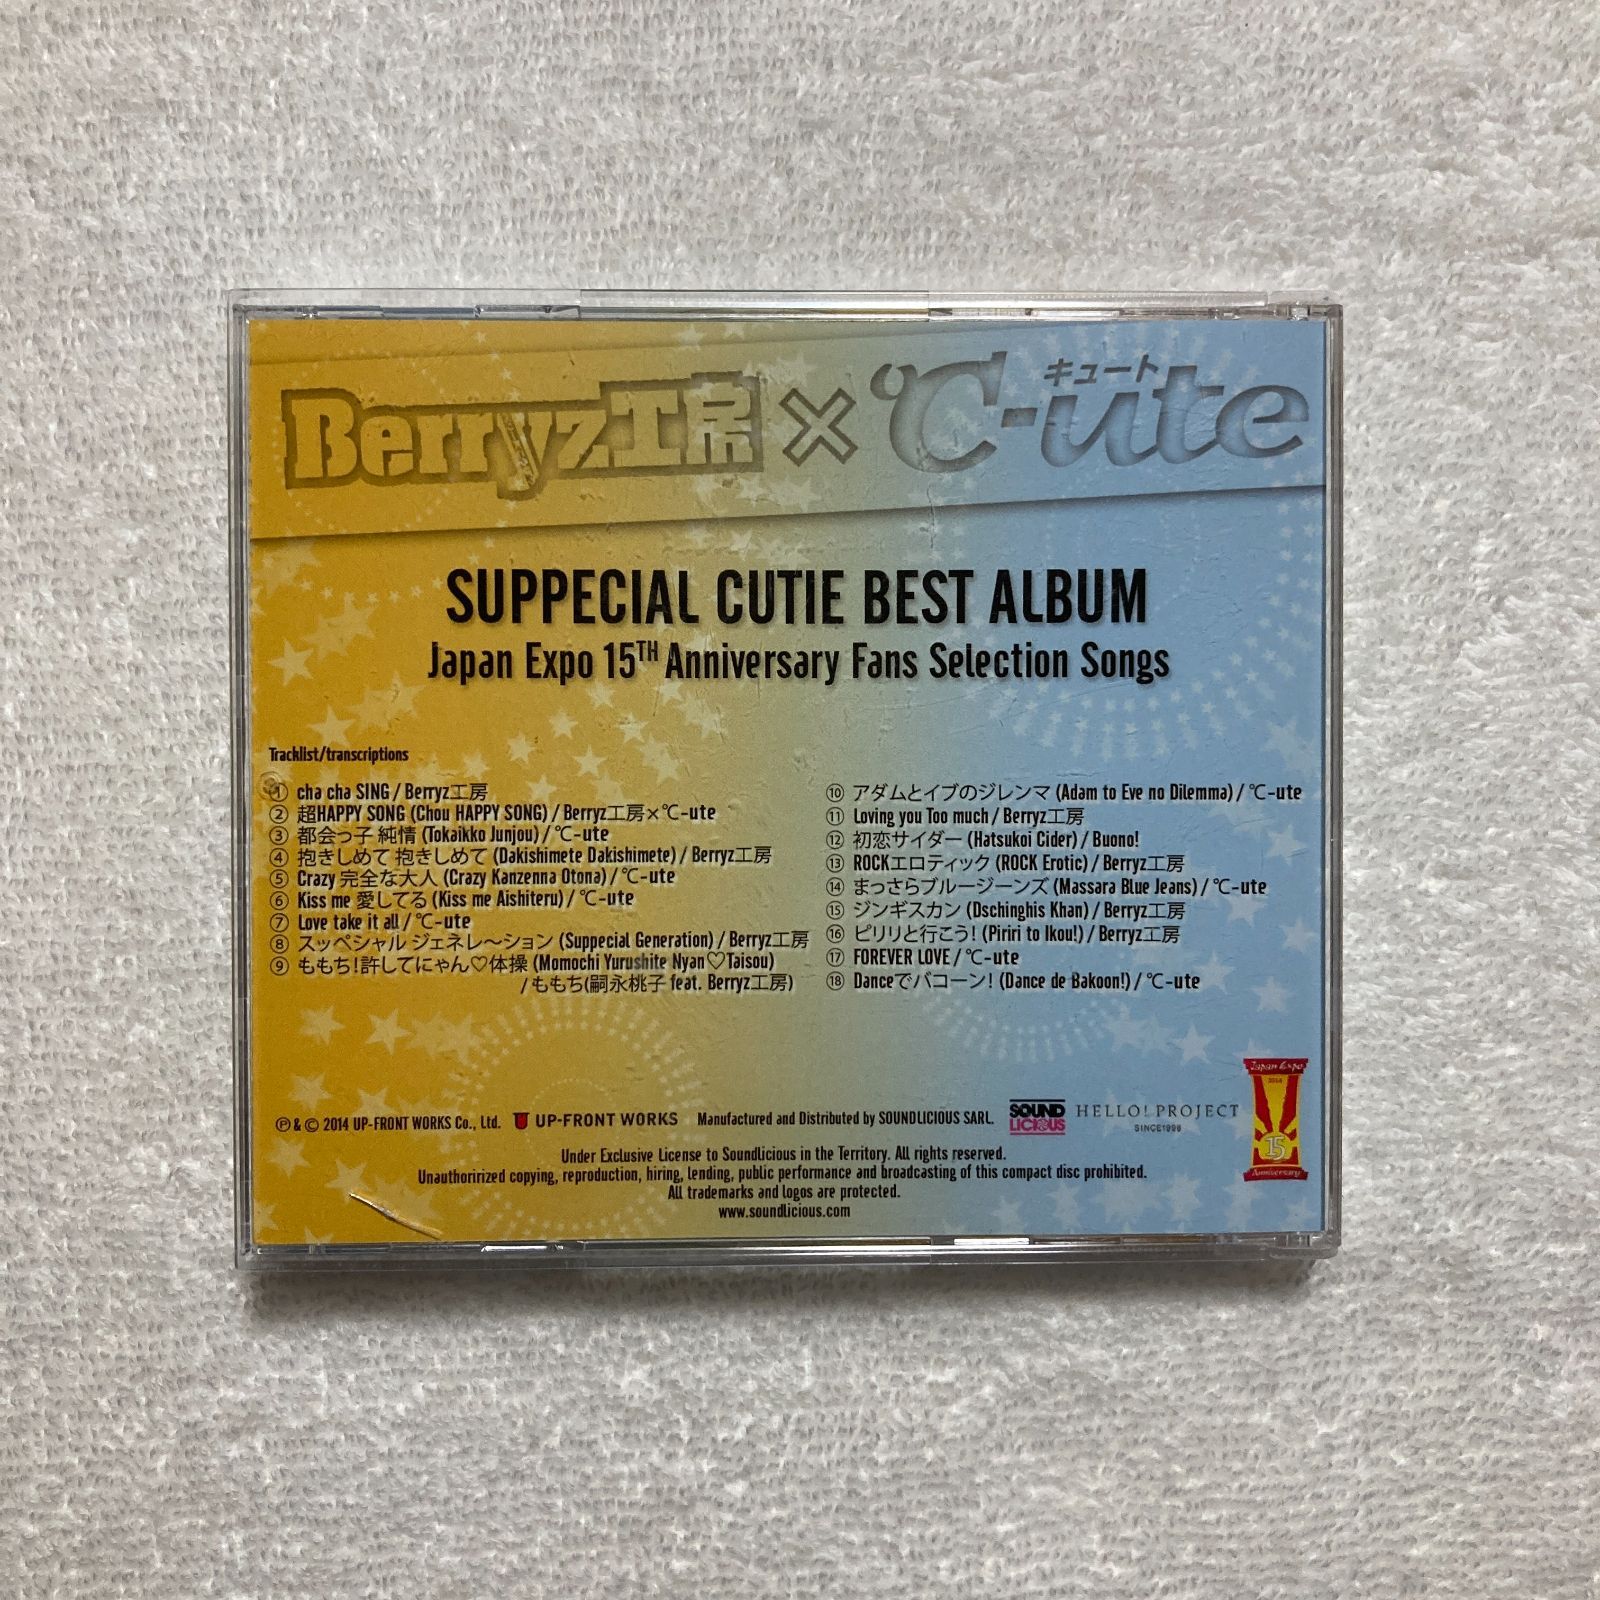 Berryz工房×℃-ute
キュート
SUPPECIAL CUTIE BEST ALBUM
Japan Expo 15TH Anniversary Fans Selection Songs
Tracklist/transcriptions
① cha cha SING / Berryz工房
② 超HAPPY SONG (Chou HAPPY SONG) / Berryz工房×℃-ute
③ 都会っ子 純情 (Tokaikko Junjou) / ℃-ute
④ 抱きしめて 抱きしめて (Dakishimete Dakishimete) / Berryz工房
⑤ Crazy 完全な大人 (Crazy Kanzenna Otona) / ℃-ute
⑥ Kiss me 愛してる (Kiss me Aishiteru) / ℃-ute
⑦ Love take it all / ℃-ute
⑧ スッペシャル ジェネレ〜ション (Suppecial Generation) / Berryz工房
⑨ ももち！許してにゃん♡体操 (Momochi Yurushite Nyan♡Taisou)
/ ももち(嗣永桃子 feat. Berryz工房)
⑩ アダムとイブのジレンマ (Adam to Eve no Dilemma) / ℃-ute
⑪ Loving you Too much / Berryz工房
⑫ 初恋サイダー (Hatsukoi Cider) / Buono!
⑬ ROCKエロティック (ROCK Erotic) / Berryz工房
⑭ まっさらブルージーンズ (Massara Blue Jeans) / ℃-ute
⑮ ジンギスカン (Dschinghis Khan) / Berryz工房
⑯ ピリリと行こう！ (Piriri to Ikou!) / Berryz工房
⑰ FOREVER LOVE / ℃-ute
⑱ Danceでバコーン！ (Dance de Bakoon!) / ℃-ute
Ⓟ & © 2014 UP-FRONT WORKS Co., Ltd. UP-FRONT WORKS Manufactured and Distributed by SOUNDLICIOUS SARL.
SOUND
LICIOUS
HELLO! PROJECT
SINCE1998
Japan Expo
2014
15
Anniversary
Under Exclusive License to Soundlicious in the Territory. All rights reserved.
Unauthorirized copying, reproduction, hiring, lending, public performance and broadcasting of this compact disc prohibited.
All trademarks and logos are protected.
www.soundlicious.com